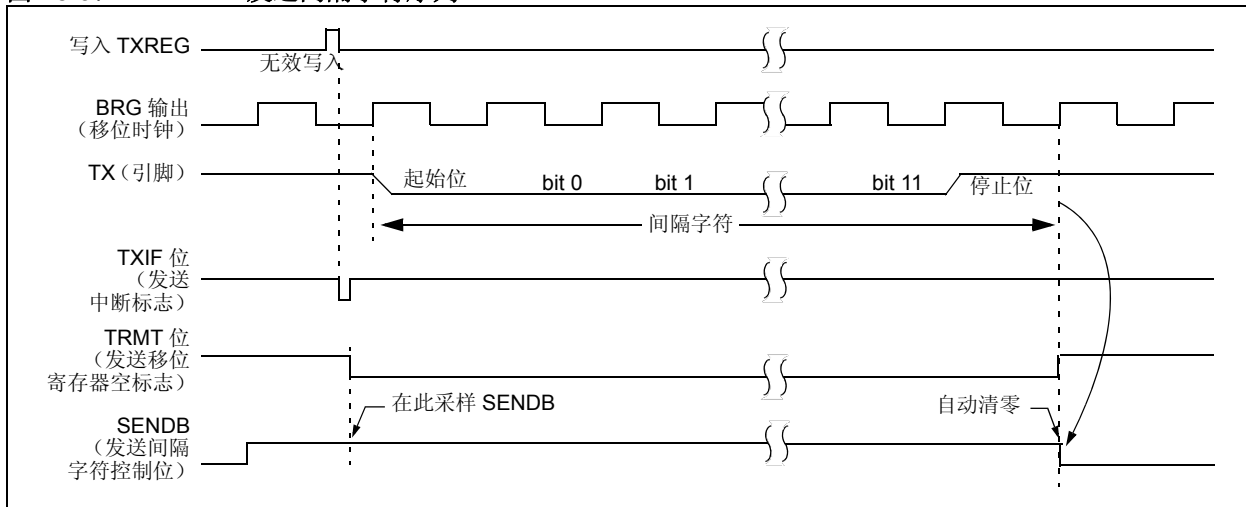 写入 TXREG
无效写入
BRG 输出
（移位时钟）
TX（引脚）
起始位
bit 0
bit 1
bit 11
停止位
间隔字符
TXIF 位
（发送
中断标志）
TRMT 位
（发送移位
寄存器空标志）
在此采样 SENDB
自动清零
SENDB
（发送间隔
字符控制位）